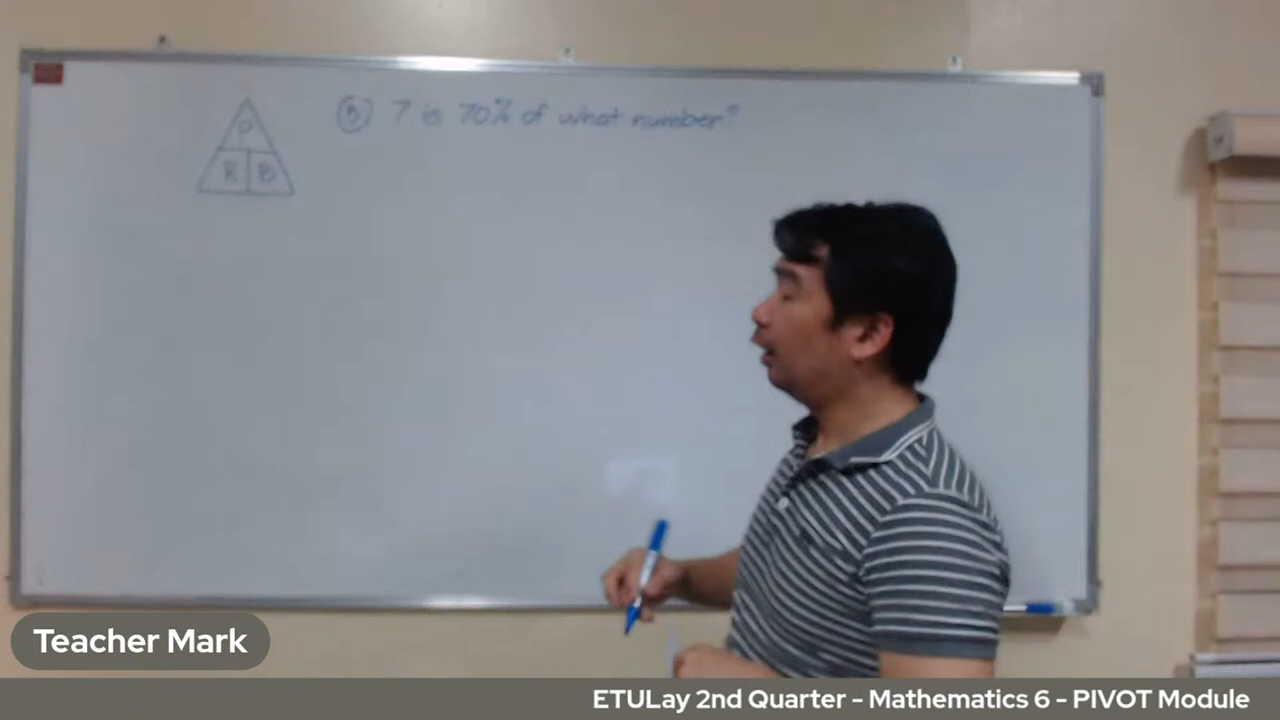 P
R B
5 7 is 70% of what number?
Teacher Mark
ETULay 2nd Quarter - Mathematics 6 - PIVOT Module